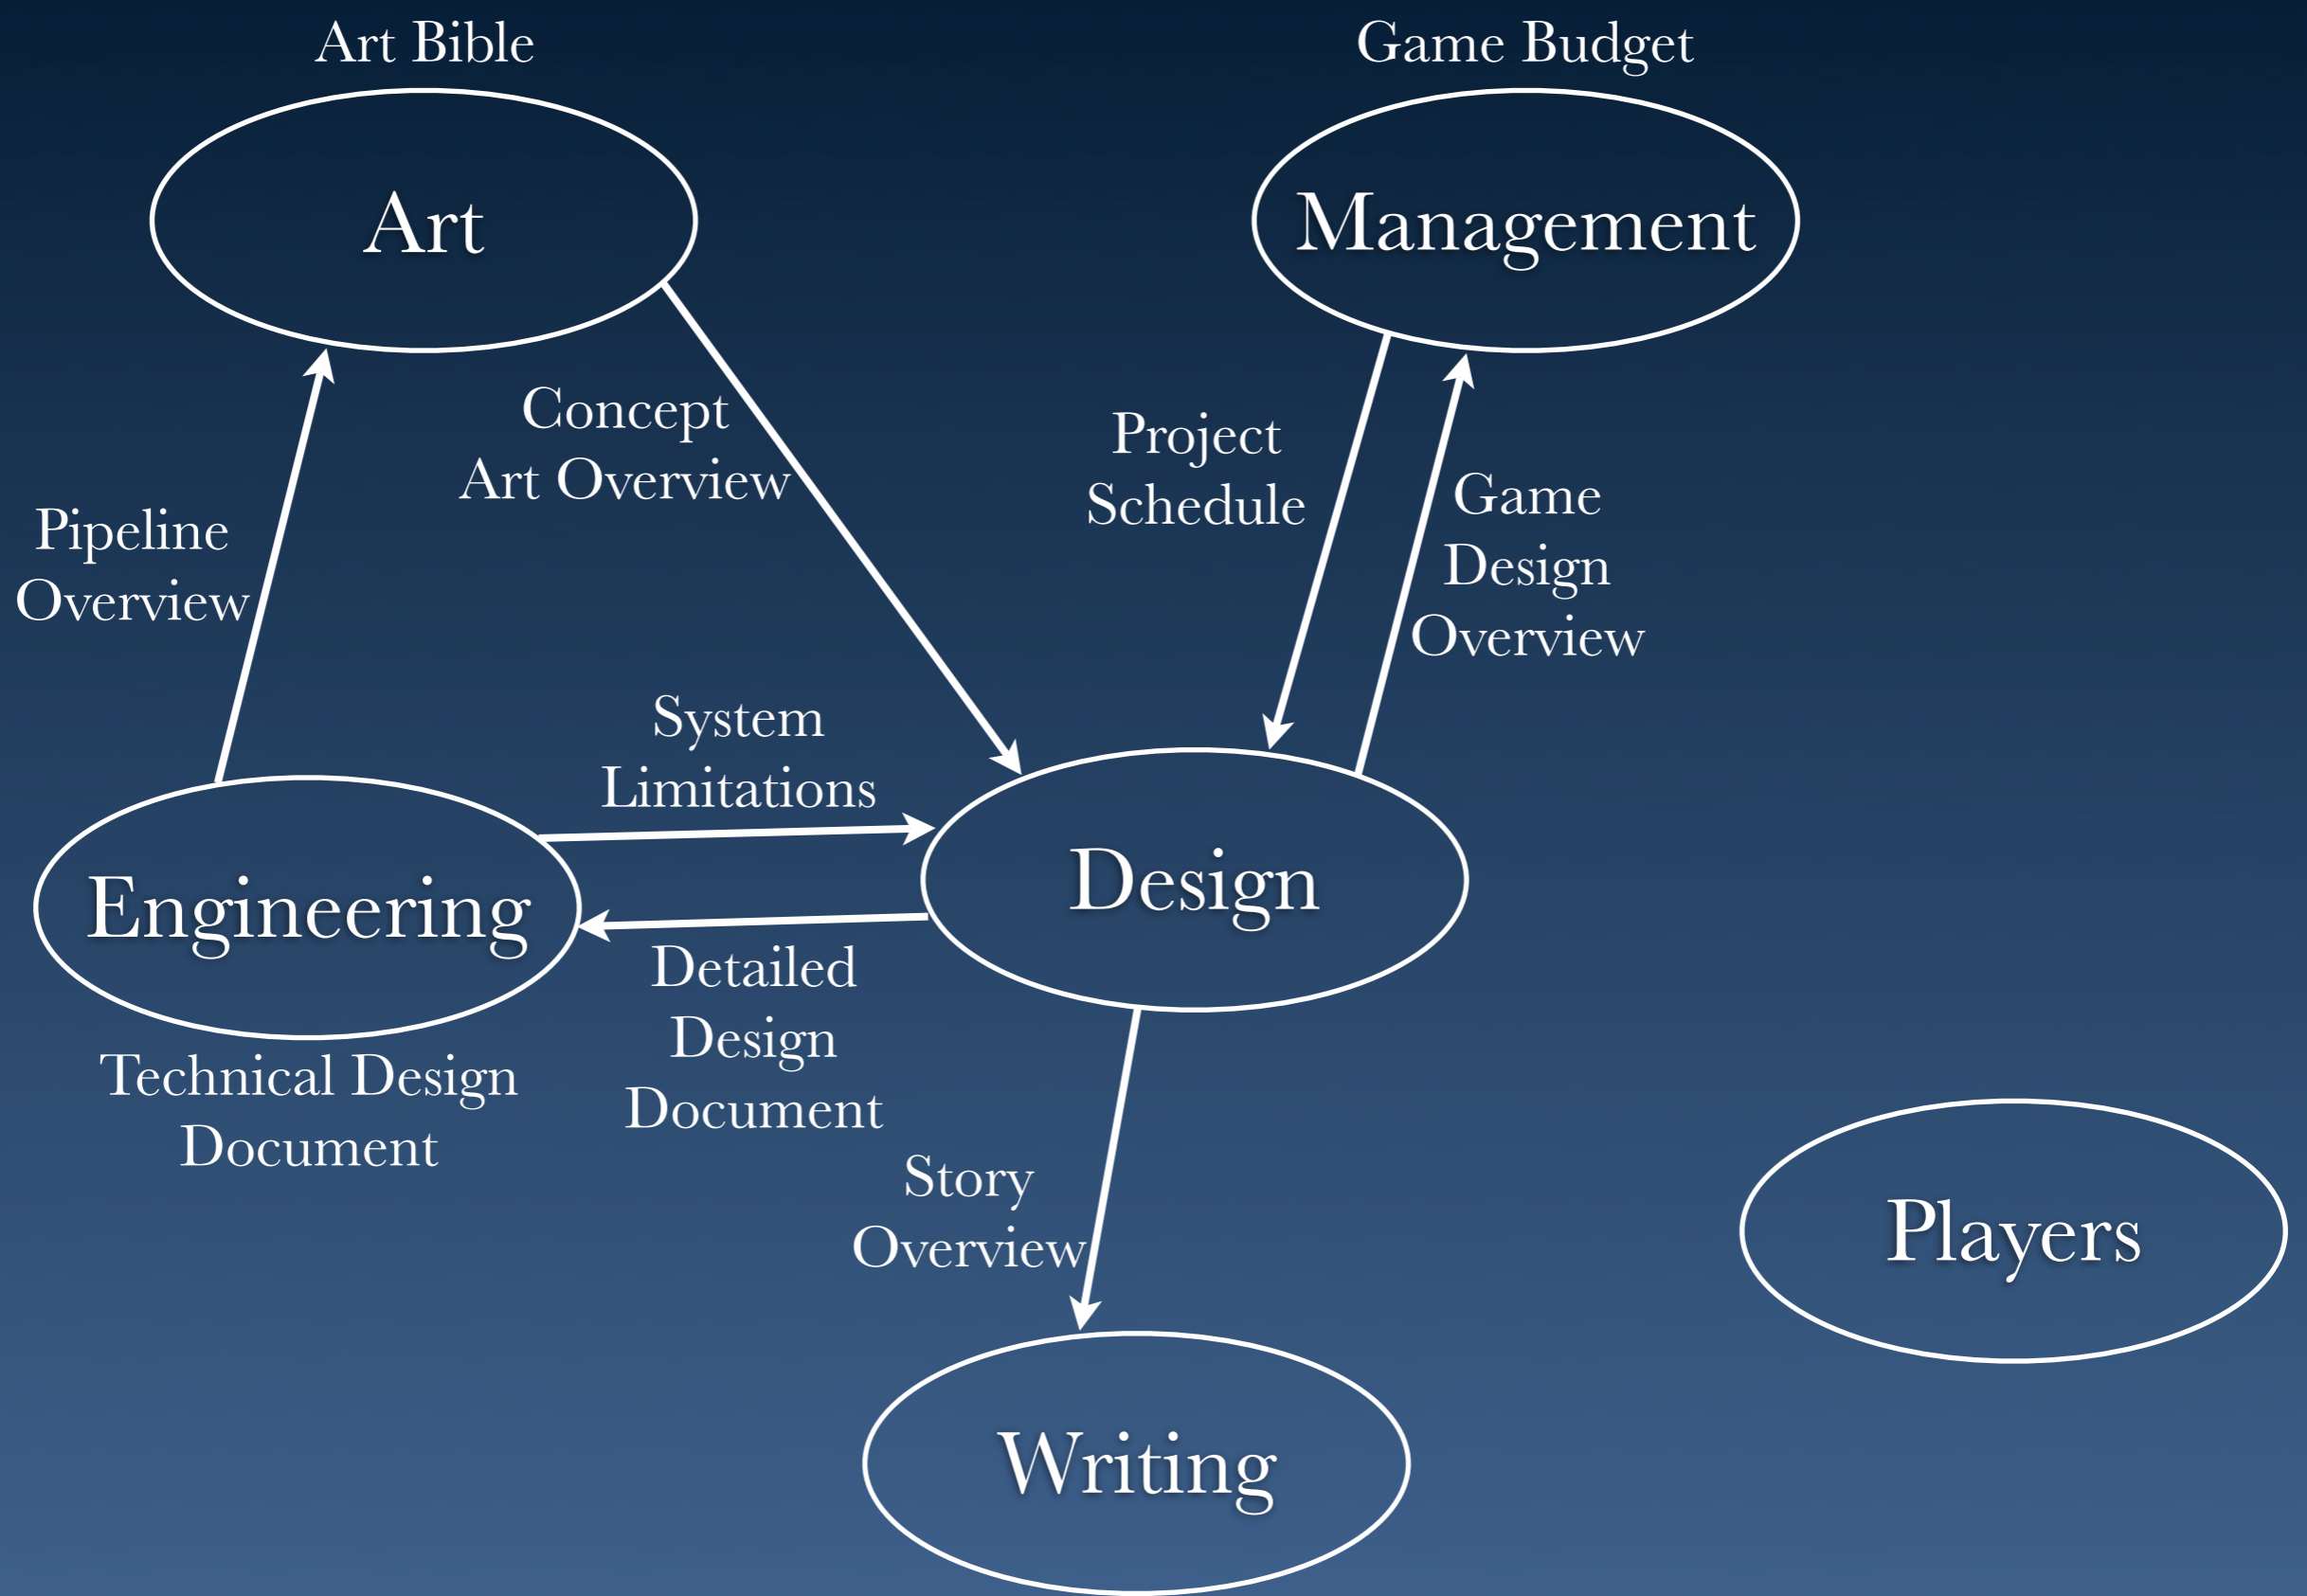 Art Bible
Game Budget
Art
Management
Concept
Art Overview
Project
Schedule
Game
Design
Overview
Pipeline
Overview
System
Limitations
Engineering
Design
Detailed
Design
Document
Technical Design
Document
Story
Overview
Players
Writing